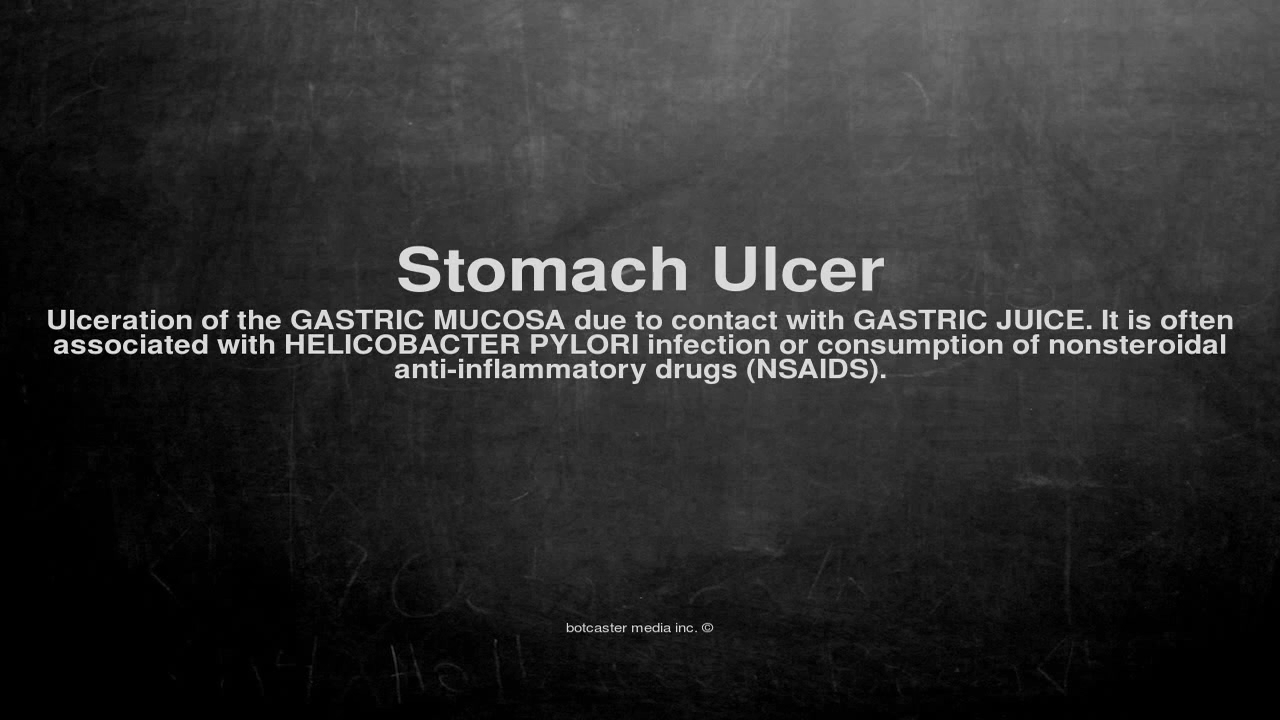 Stomach Ulcer
Ulceration of the GASTRIC MUCOSA due to contact with GASTRIC JUICE. It is often
associated with HELICOBACTER PYLORI infection or consumption of nonsteroidal
anti-inflammatory drugs (NSAIDS).
botcaster media inc. ©